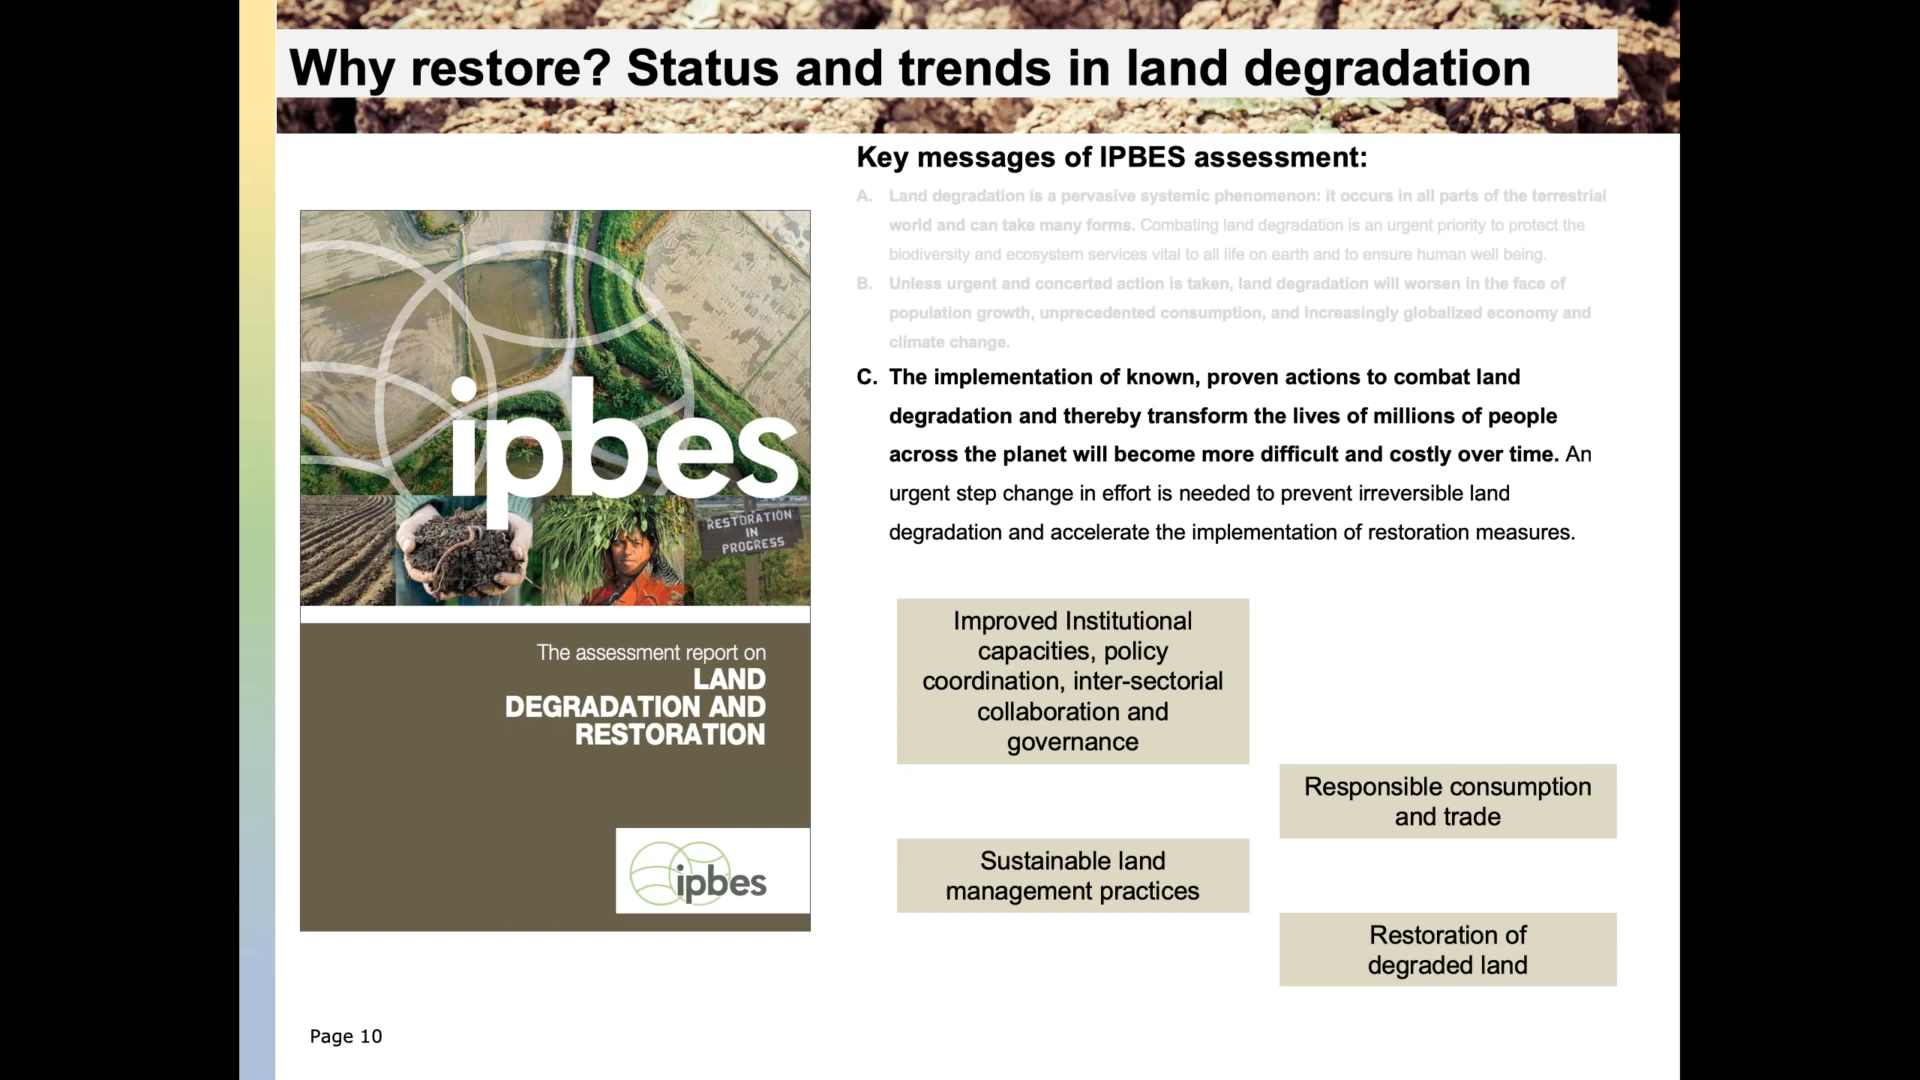 Why restore? Status and trends in land degradation
Key messages of IPBES assessment:
A. Land degradation is a pervasive systemic phenomenon: it occurs in all parts of the terrestrial
world and can take many forms. Combating land degradation is an urgent priority to protect the
biodiversity and ecosystem services vital to all life on earth and to ensure human well being.
B. Unless urgent and concerted action is taken, land degradation will worsen in the face of
population growth, unprecedented consumption, and increasingly globalized economy and
climate change.
C. The implementation of known, proven actions to combat land
degradation and thereby transform the lives of millions of people
across the planet will become more difficult and costly over time. An
urgent step change in effort is needed to prevent irreversible land
degradation and accelerate the implementation of restoration measures.
ipbes
RESTORATION
IN
PROGRESS
The assessment report on
LAND
DEGRADATION AND
RESTORATION
ipbes
Improved Institutional
capacities, policy
coordination, inter-sectorial
collaboration and
governance
Responsible consumption
and trade
Sustainable land
management practices
Restoration of
degraded land
Page 10